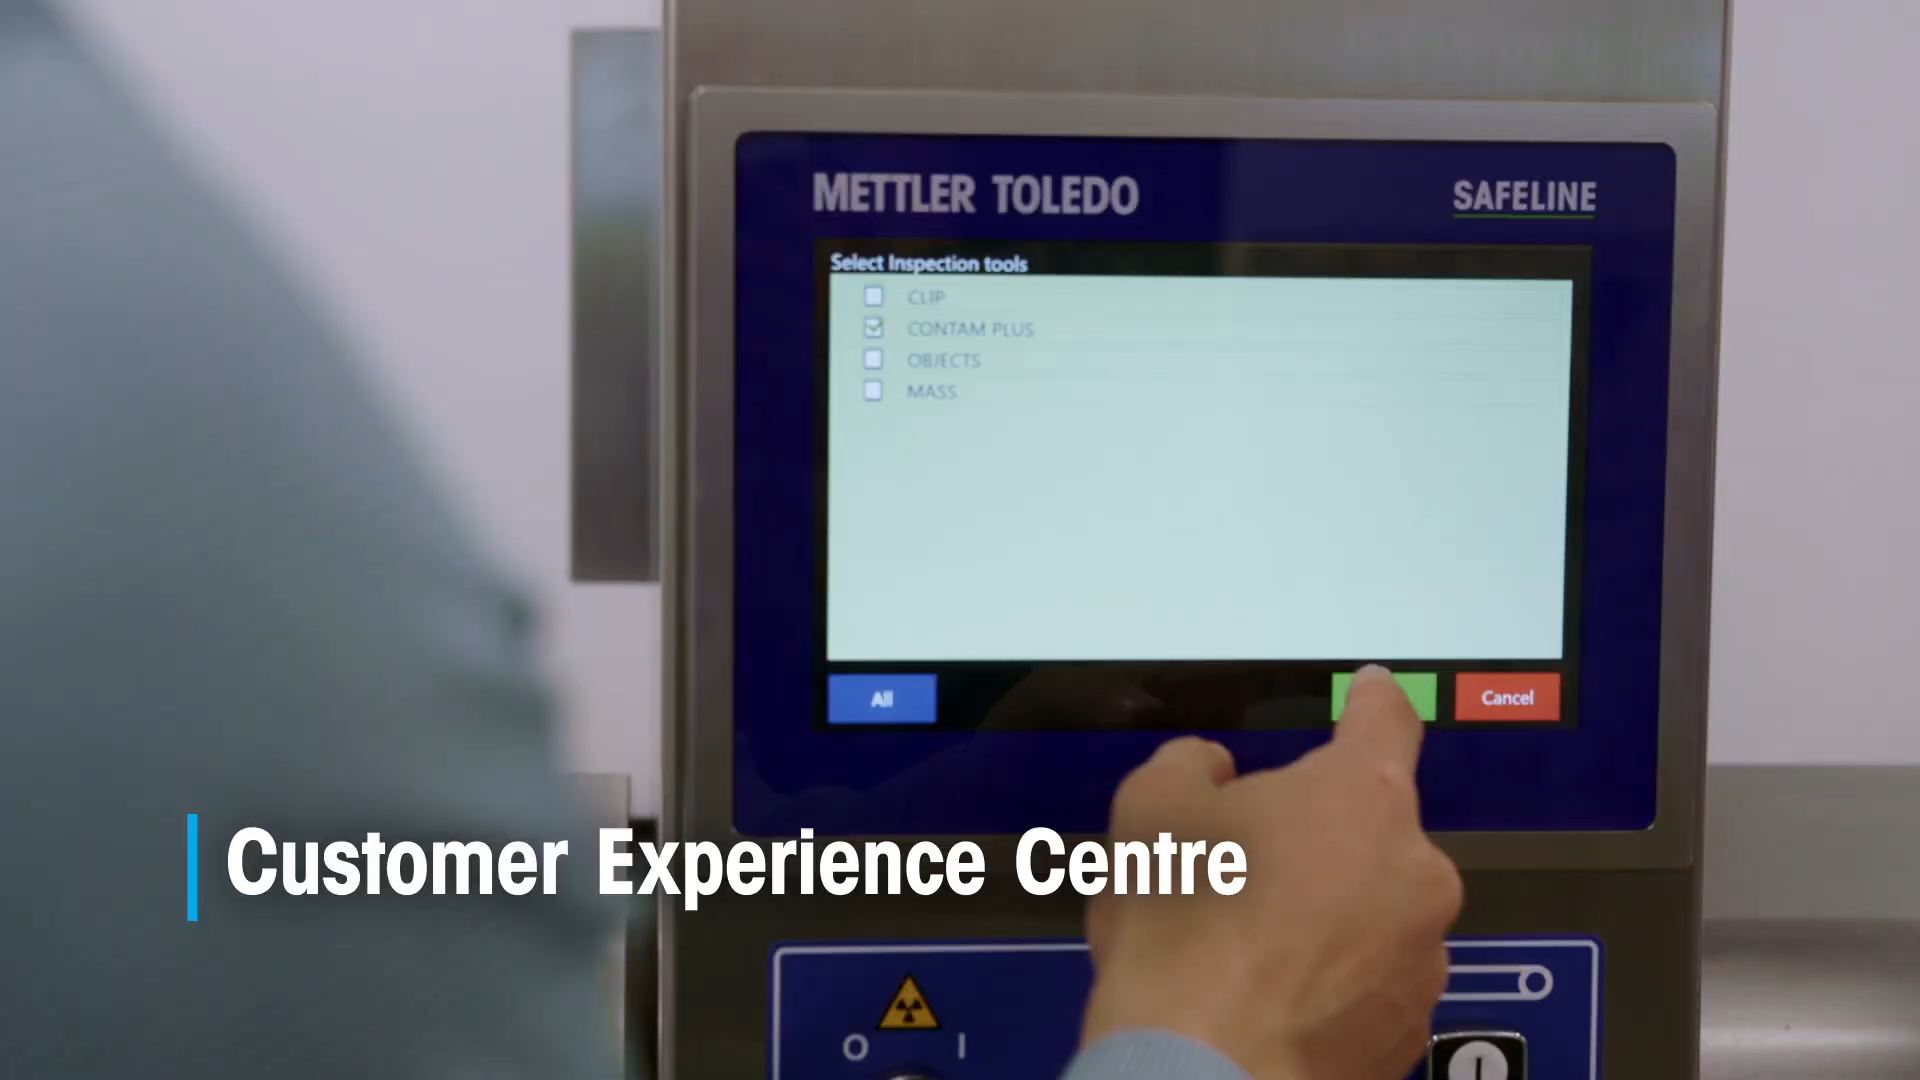 METTLER TOLEDO
SAFELINE
Select Inspection tools
CLIP
CONTAM PLUS
OBJECTS
MASS
All
Cancel
Customer Experience Centre
O I